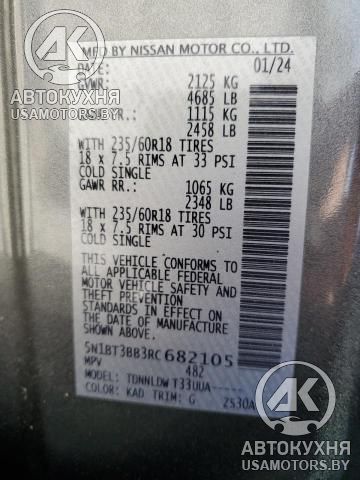 MFD BY NISSAN MOTOR CO., LTD.
DATE: 01/24
GVWR 2125 KG
4685 LB
FR. 1115 KG
2458 LB
WITH 235/60R18 TIRES
18 x 7.5 RIMS AT 33 PSI
COLD SINGLE
GAWR RR.: 1065 KG
2348 LB
WITH 235/60R18 TIRES
18 x 7.5 RIMS AT 30 PSI
COLD SINGLE
THIS VEHICLE CONFORMS TO
ALL APPLICABLE FEDERAL
MOTOR VEHICLE SAFETY AND
THEFT PREVENTION
STANDARDS IN EFFECT ON
THE DATE OF MANUFACTURE
SHOWN ABOVE.
5N1BT3BB3RC682105
MPV 482
MODEL: TDNNLDW T33UUA-----
COLOR: KAD TRIM: G ZS30A
АВТОКУХНЯ
USAMOTORS.BY
АВТОКУХНЯ
USAMOTORS.BY